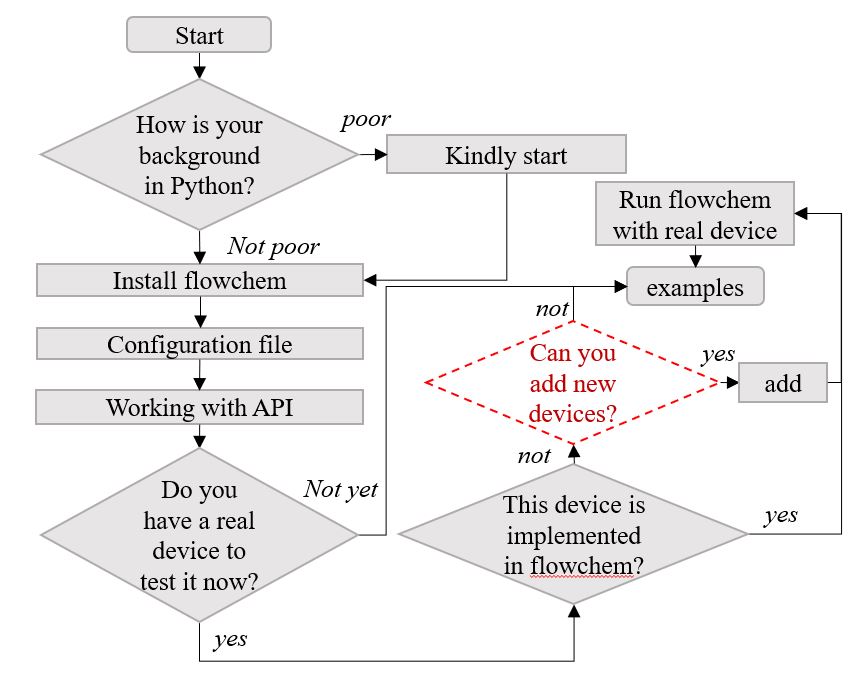 Start
How is your
background
in Python?
poor
Kindly start
Not poor
Install flowchem
Configuration file
Working with API
Do you
have a real
device to
test it now?
Not yet
yes
This device is
implemented
in flowchem?
yes
not
Can you
add new
devices?
not
yes
add
Run flowchem
with real device
examples